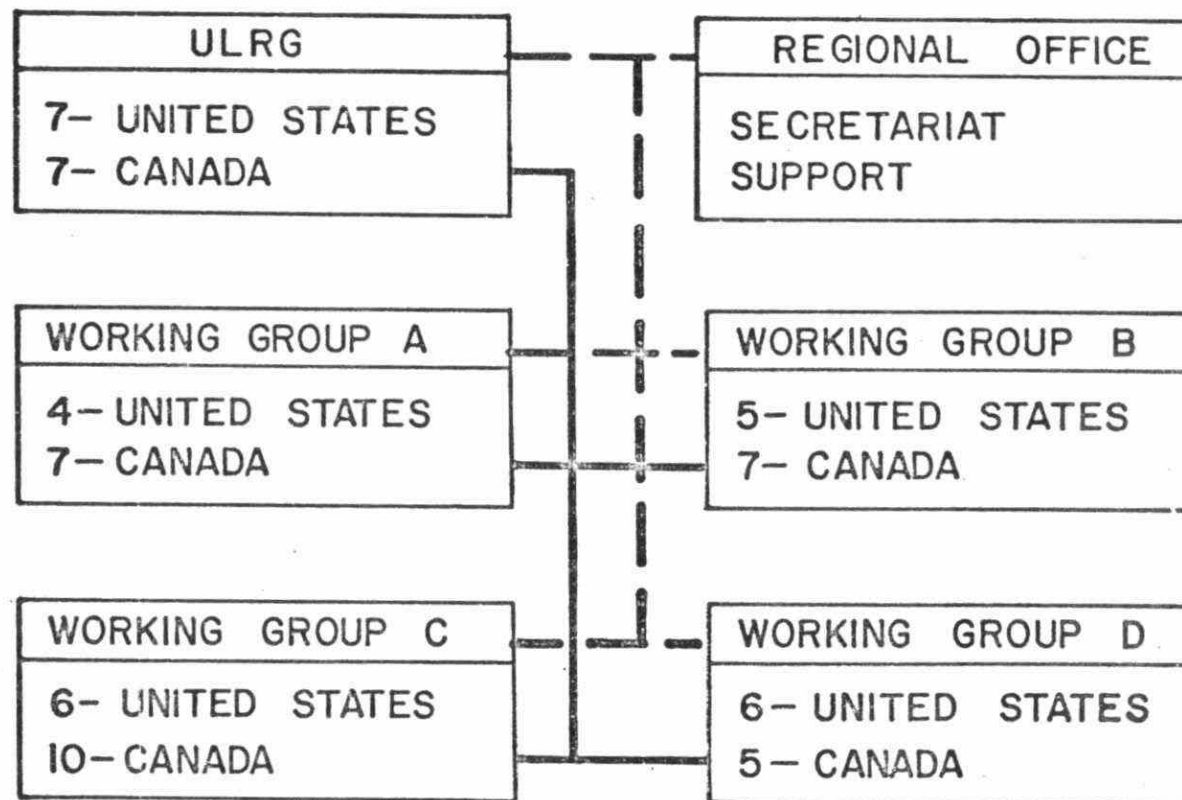 ULRG
7- UNITED STATES
7- CANADA
REGIONAL OFFICE
SECRETARIAT
SUPPORT
WORKING GROUP A
4- UNITED STATES
7- CANADA
WORKING GROUP B
5- UNITED STATES
7- CANADA
WORKING GROUP C
6- UNITED STATES
10- CANADA
WORKING GROUP D
6- UNITED STATES
5- CANADA